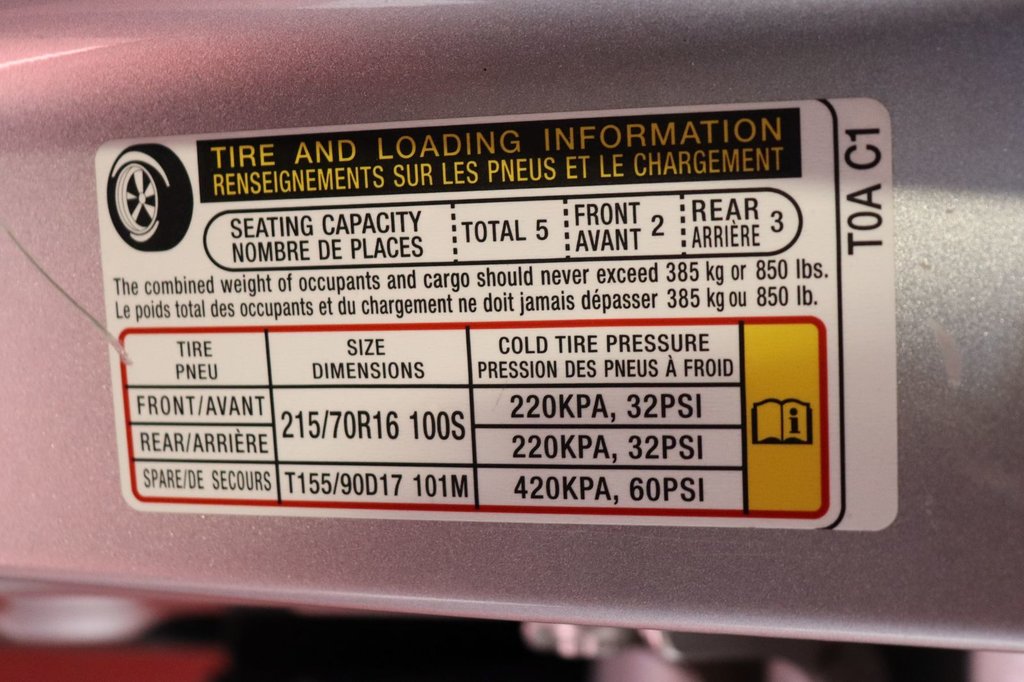 TIRE AND LOADING INFORMATION
RENSEIGNEMENTS SUR LES PNEUS ET LE CHARGEMENT
SEATING CAPACITY
NOMBRE DE PLACES
TOTAL 5
FRONT
AVANT 2
REAR
ARRIÈRE 3
The combined weight of occupants and cargo should never exceed 385 kg or 850 lbs.
Le poids total des occupants et du chargement ne doit jamais dépasser 385 kg ou 850 lb.
TIRE
PNEU
SIZE
DIMENSIONS
COLD TIRE PRESSURE
PRESSION DES PNEUS À FROID
FRONT/AVANT
215/70R16 100S
220KPA, 32PSI
REAR/ARRIÈRE
220KPA, 32PSI
SPARE/DE SECOURS
T155/90D17 101M
420KPA, 60PSI
T0A C1